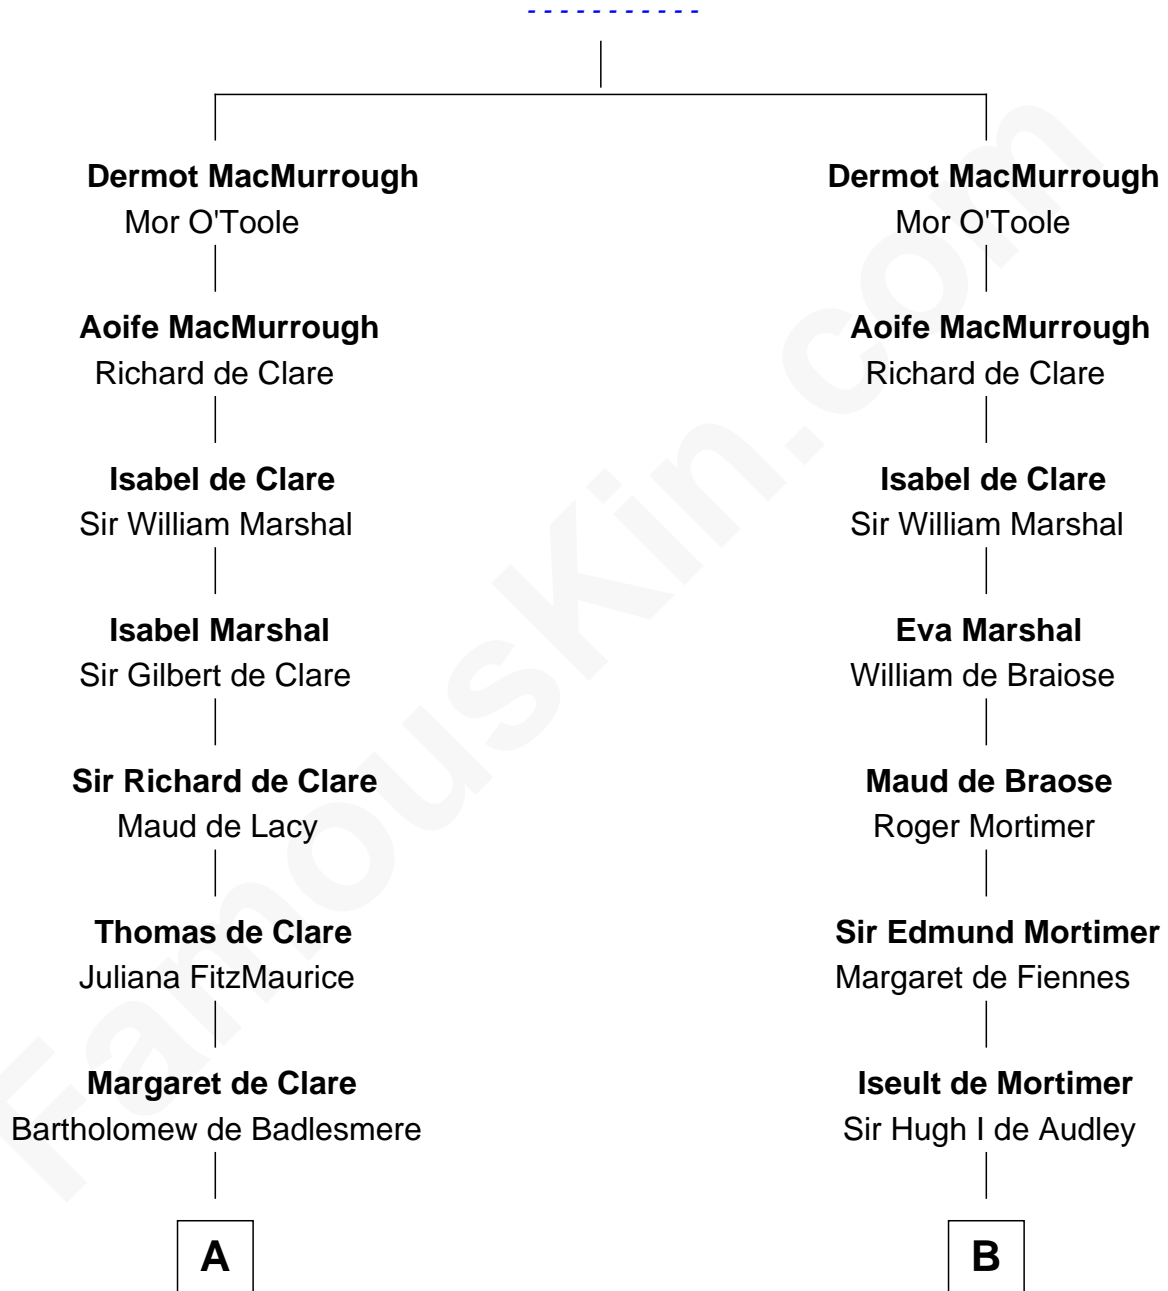 - - - - - - - - - - -
Dermot MacMurrough
Mor O'Toole
Aoife MacMurrough
Richard de Clare
Isabel de Clare
Sir William Marshal
Isabel Marshal
Sir Gilbert de Clare
Sir Richard de Clare
Maud de Lacy
Thomas de Clare
Juliana FitzMaurice
Margaret de Clare
Bartholomew de Badlesmere
A
Dermot MacMurrough
Mor O'Toole
Aoife MacMurrough
Richard de Clare
Isabel de Clare
Sir William Marshal
Eva Marshal
William de Braiose
Maud de Braose
Roger Mortimer
Sir Edmund Mortimer
Margaret de Fiennes
Iseult de Mortimer
Sir Hugh I de Audley
B
FamousKin.com